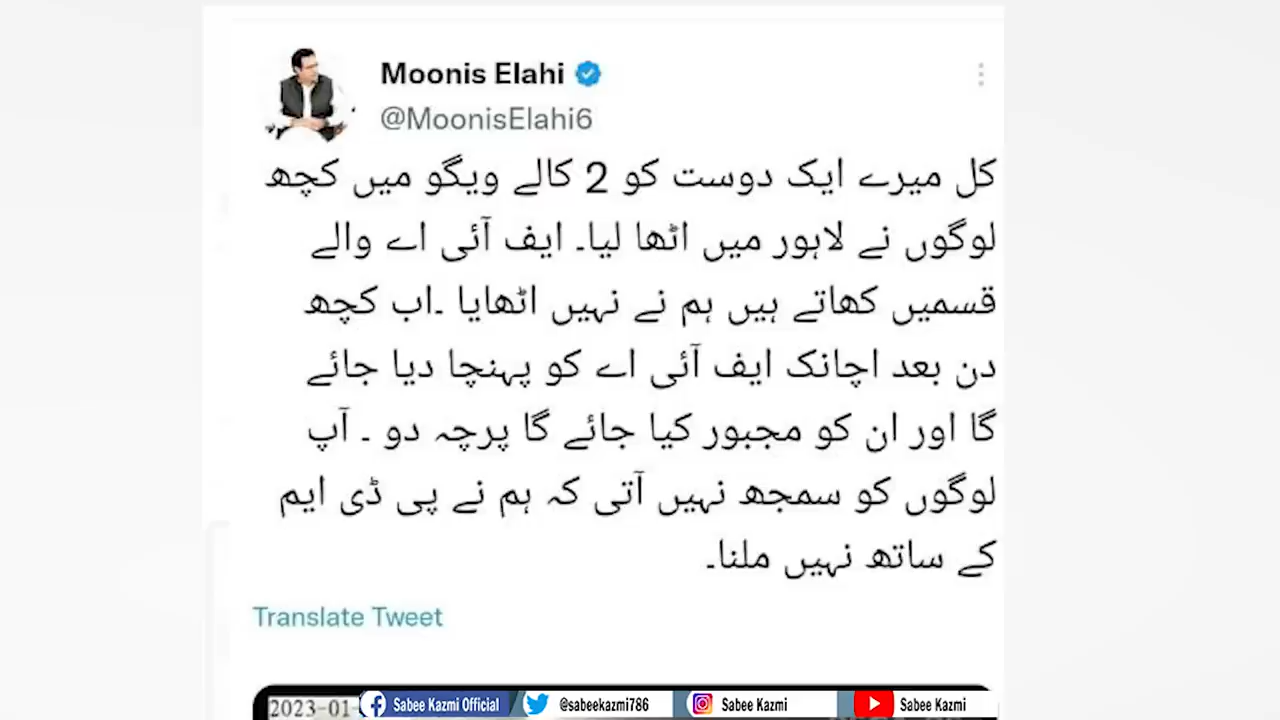 Moonis Elahi
@MoonisElahi6
کل میرے ایک دوست کو 2 کالے ویگو میں کچھ
لوگوں نے لاہور میں اٹھا لیا۔ ایف آئی اے والے
قسمیں کھاتے ہیں ہم نے نہیں اٹھایا ۔اب کچھ
دن بعد اچانک ایف آئی اے کو پہنچا دیا جائے
گا اور ان کو مجبور کیا جائے گا پرچہ دو ۔ آپ
لوگوں کو سمجھ نہیں آتی کہ ہم نے پی ڈی ایم
کے ساتھ نہیں ملنا۔
Translate Tweet
2023-01-
Sabee Kazmi Official @sabeekazmi786 Sabee Kazmi Sabee Kazmi